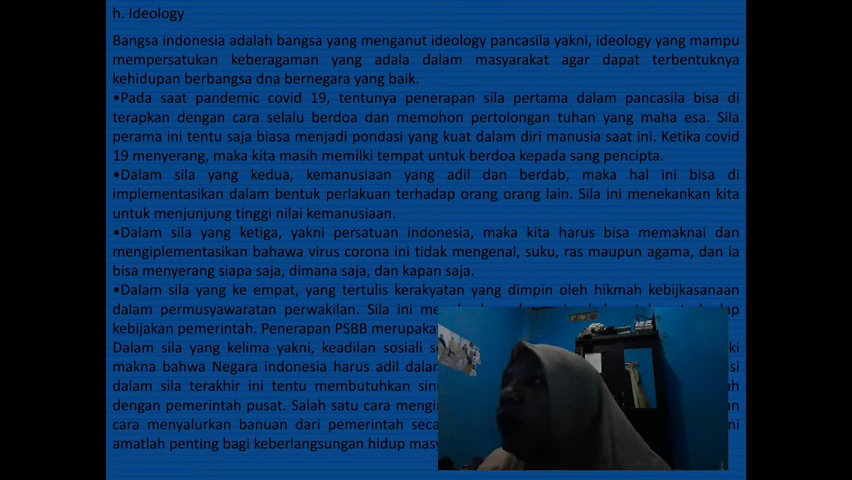 h. Ideology
Bangsa indonesia adalah bangsa yang menganut ideology pancasila yakni, ideology yang mampu
mempersatukan keberagaman yang adala dalam masyarakat agar dapat terbentuknya
kehidupan berbangsa dna bernegara yang baik.
•Pada saat pandemic covid 19, tentunya penerapan sila pertama dalam pancasila bisa di
terapkan dengan cara selalu berdoa dan memohon pertolongan tuhan yang maha esa. Sila
perama ini tentu saja biasa menjadi pondasi yang kuat dalam diri manusia saat ini. Ketika covid
19 menyerang, maka kita masih memilki tempat untuk berdoa kepada sang pencipta.
•Dalam sila yang kedua, kemanusiaan yang adil dan berdab, maka hal ini bisa di
implementasikan dalam bentuk perlakuan terhadap orang orang lain. Sila ini menekankan kita
untuk menjunjung tinggi nilai kemanusiaan.
•Dalam sila yang ketiga, yakni persatuan indonesia, maka kita harus bisa memaknai dan
mengiplementasikan bahawa virus corona ini tidak mengenal, suku, ras maupun agama, dan ia
bisa menyerang siapa saja, dimana saja, dan kapan saja.
•Dalam sila yang ke empat, yang tertulis kerakyatan yang dimpin oleh hikmah kebijkasanaan
dalam permusyawaratan perwakilan. Sila ini
kebijakan pemerintah. Penerapan PSBB
Dalam sila yang kelima yakni, keadilan sosiali
makna bahwa Negara indonesia harus adil
dalam sila terakhir ini tentu membutuhkan
dengan pemerintah pusat. Salah satu cara
cara menyalurkan banuan dari pemerintah
amatlah penting bagi keberlangsungan hidup